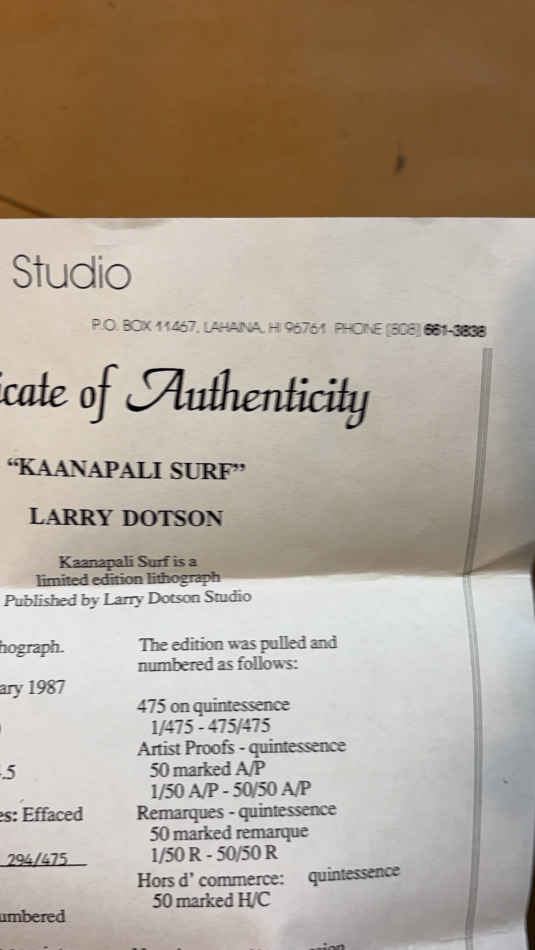 Studio
P.O. BOX 11467, LAHAINA, HI 96761 PHONE (808) 661-3838
icate of Authenticity
“KAANAPALI SURF”
LARRY DOTSON
Kaanapali Surf is a
limited edition lithograph
Published by Larry Dotson Studio
hograph.
ary 1987
.5
es: Effaced
294/475
umbered
The edition was pulled and
numbered as follows:
475 on quintessence
1/475 - 475/475
Artist Proofs - quintessence
50 marked A/P
1/50 A/P - 50/50 A/P
Remarques - quintessence
50 marked remarque
1/50 R - 50/50 R
Hors d’ commerce: quintessence
50 marked H/C